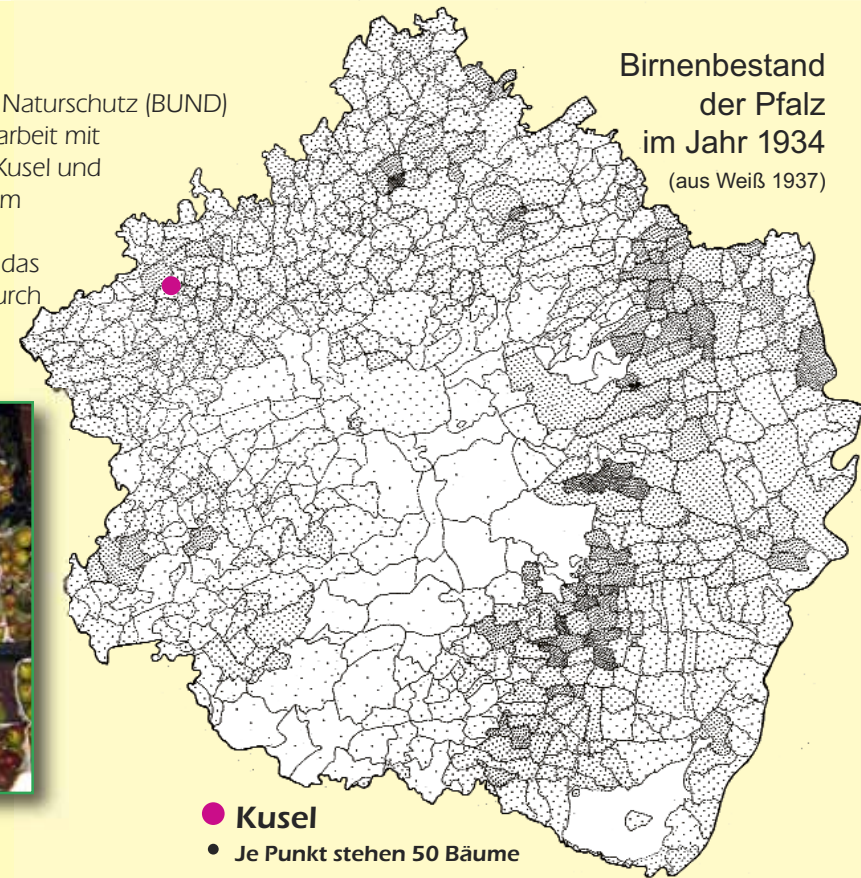 Naturschutz (BUND)
arbeit mit
Kusel und
m
das
urch
Birnenbestand
der Pfalz
im Jahr 1934
(aus Weiß 1937)
Kusel
Je Punkt stehen 50 Bäume